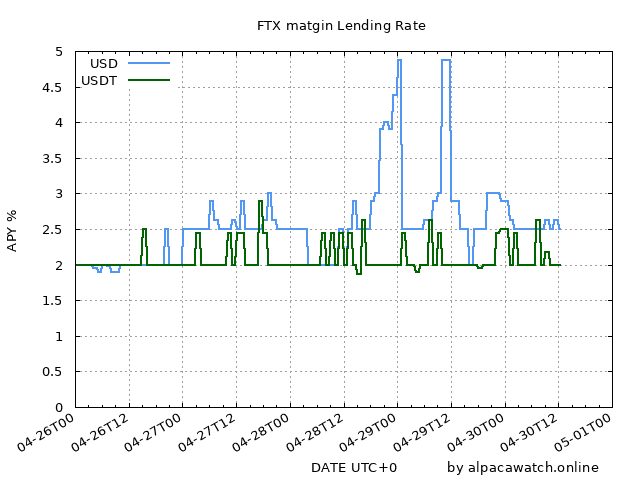 FTX matgin Lending Rate
USD
USDT
5
4.5
4
3.5
3
2.5
2
1.5
1
0.5
0
APY %
04-26T00
04-26T12
04-27T00
04-27T12
04-28T00
04-28T12
04-29T00
04-29T12
04-30T00
04-30T12
05-01T00
DATE UTC+0
by alpacawatch.online